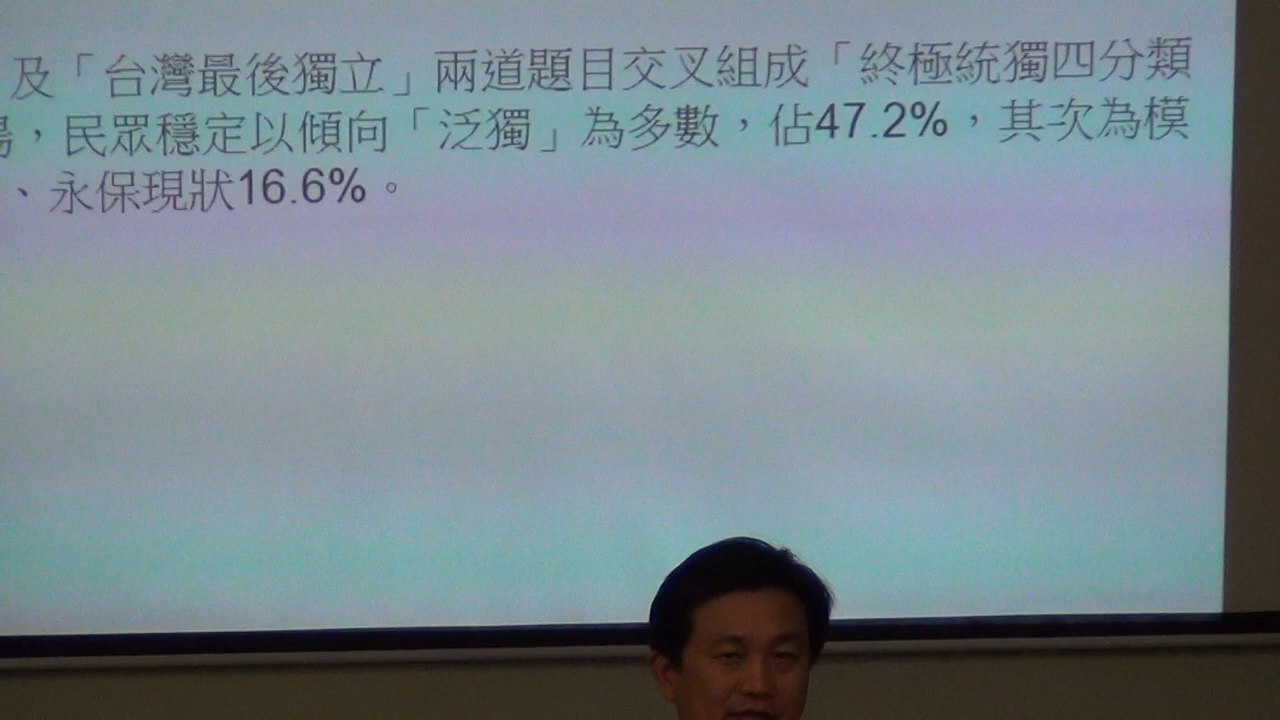 及「台灣最後獨立」兩道題目交叉組成「終極統獨四分類
，民眾穩定以傾向「泛獨」為多數，佔47.2%，其次為模
、永保現狀16.6%。